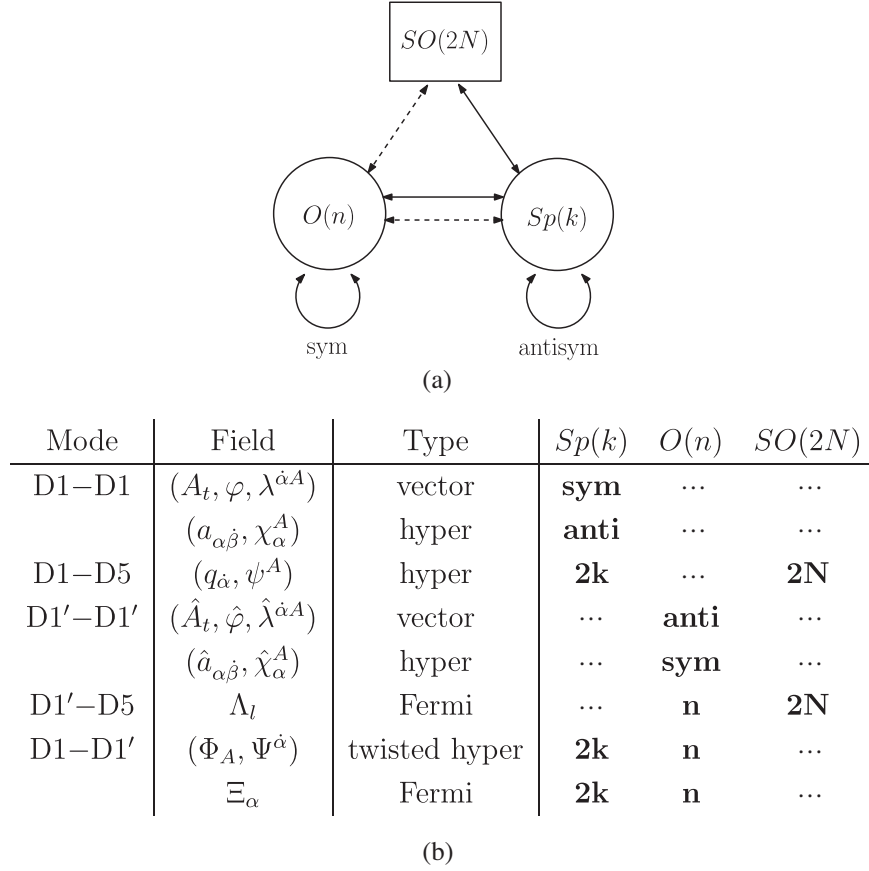 SO(2N)
O(n)
Sp(k)
sym
antisym
(a)
Mode Field Type Sp(k) O(n) SO(2N)
D1−D1 (A_t, φ, λ^{α̇A}) vector sym ... ...
(a_{αβ̇}, χ^A_α) hyper anti ... ...
D1−D5 (q_{α̇}, ψ^A) hyper 2k ... 2N
D1′−D1′ (Â_t, φ̂, λ̂^{α̇A}) vector ... anti ...
(â_{αβ̇}, χ̂^A_α) hyper ... sym ...
D1′−D5 Λ_l Fermi ... n 2N
D1−D1′ (Φ_A, Ψ^{α̇}) twisted hyper 2k n ...
Ξ_α Fermi 2k n ...
(b)